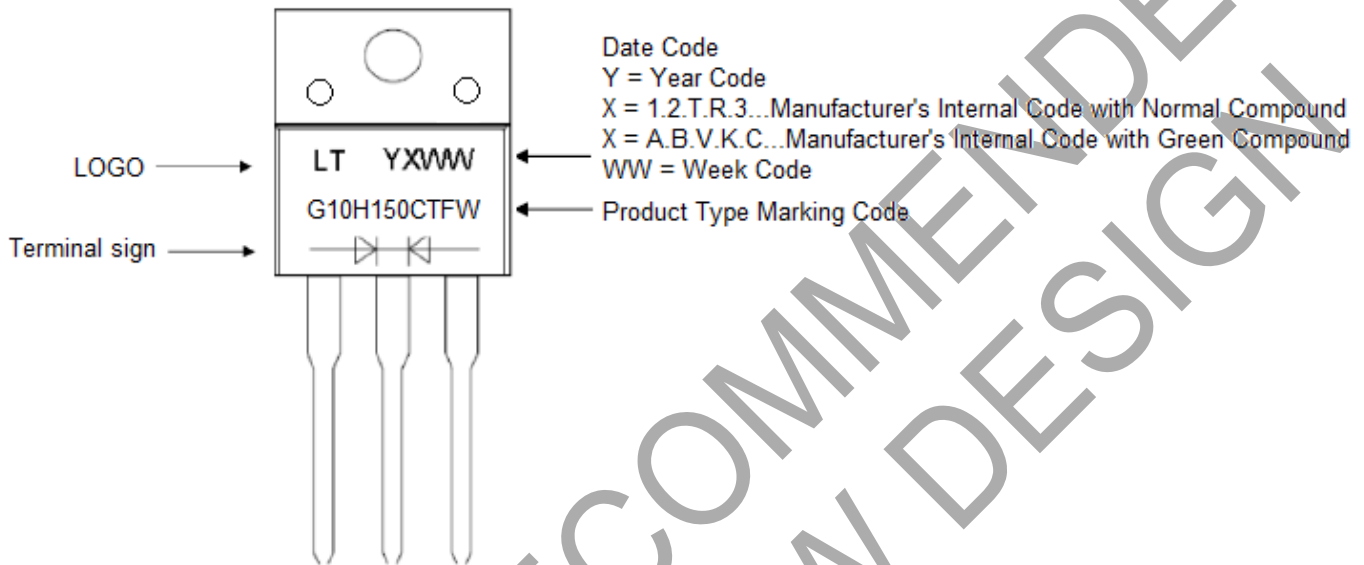 Date Code
Y = Year Code
X = 1.2.T.R.3...Manufacturer's Internal Code with Normal Compound
X = A.B.V.K.C...Manufacturer's Internal Code with Green Compound
WW = Week Code
LOGO
LT YXWW
G10H150CTFW
Product Type Marking Code
Terminal sign
DESIGN